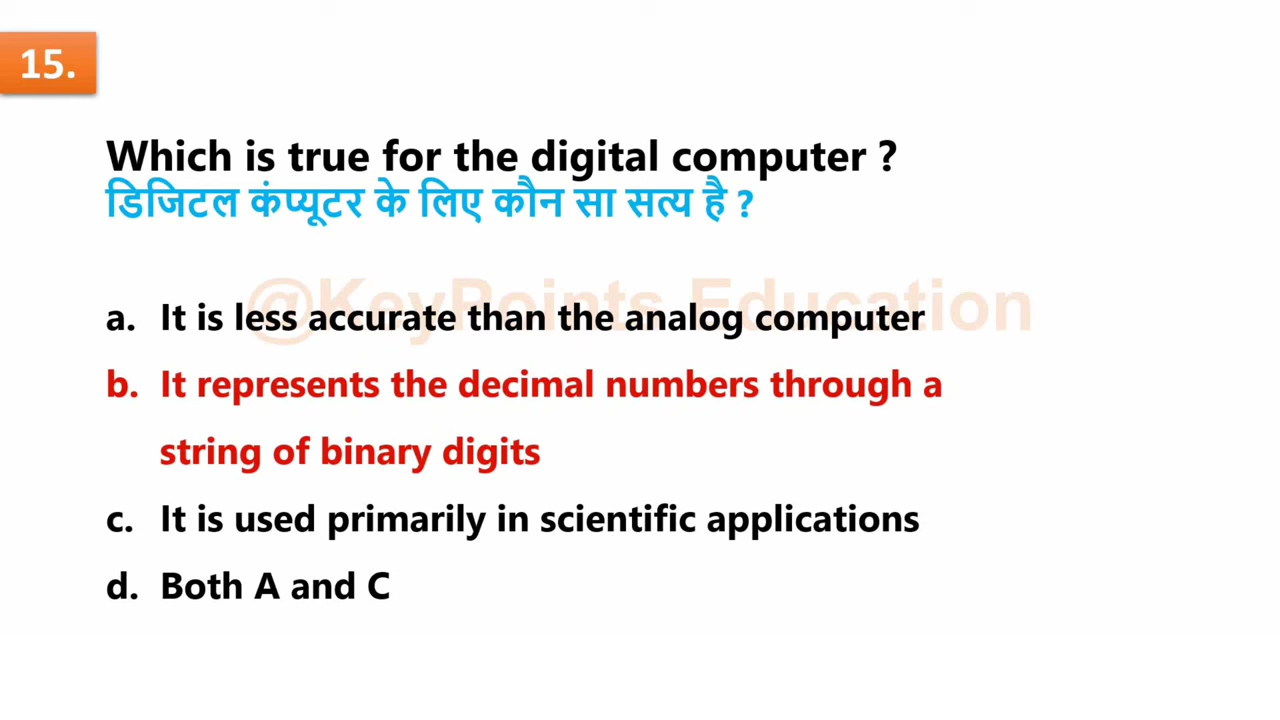 15.
Which is true for the digital computer ?
डिजिटल कंप्यूटर के लिए कौन सा सत्य है ?
@KeyPoints Education
a. It is less accurate than the analog computer
b. It represents the decimal numbers through a
string of binary digits
c. It is used primarily in scientific applications
d. Both A and C